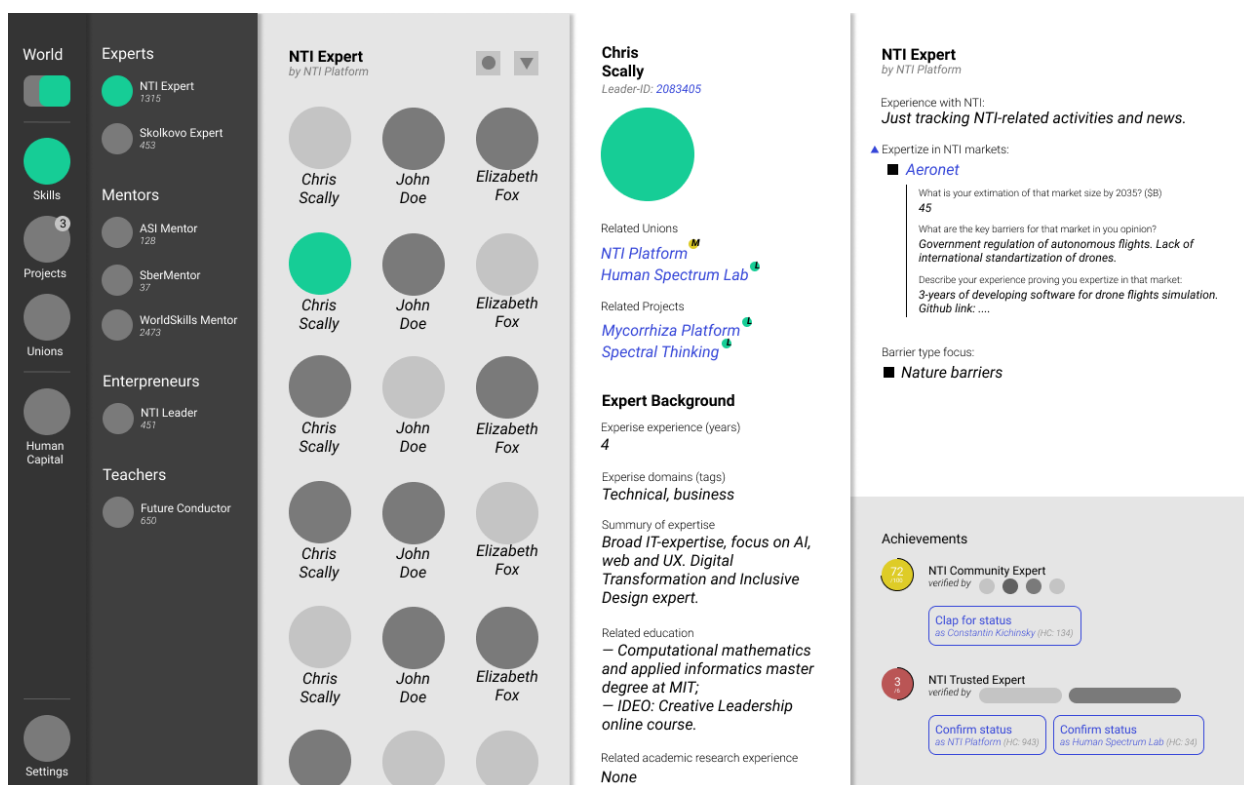 World
Skills
3
Projects
Unions
Human
Capital
Settings
Experts
NTI Expert
1315
Skolkovo Expert
453
Mentors
ASI Mentor
128
SberMentor
37
WorldSkills Mentor
2473
Enterpreneurs
NTI Leader
451
Teachers
Future Conductor
650
NTI Expert
by NTI Platform
Chris
Scally
John
Doe
Elizabeth
Fox
Chris
Scally
John
Doe
Elizabeth
Fox
Chris
Scally
John
Doe
Elizabeth
Fox
Chris
Scally
John
Doe
Elizabeth
Fox
Chris
Scally
John
Doe
Elizabeth
Fox
Chris
Scally
Leader-ID: 2083405
Related Unions
NTI Platform M
Human Spectrum Lab L
Related Projects
Mycorrhiza Platform L
Spectral Thinking L
Expert Background
Experise experience (years)
4
Experise domains (tags)
Technical, business
Summury of expertise
Broad IT-expertise, focus on AI,
web and UX. Digital
Transformation and Inclusive
Design expert.
Related education
— Computational mathematics
and applied informatics master
degree at MIT;
— IDEO: Creative Leadership
online course.
Related academic research experience
None
NTI Expert
by NTI Platform
Experience with NTI:
Just tracking NTI-related activities and news.
Expertize in NTI markets:
Aeronet
What is your extimation of that market size by 2035? ($B)
45
What are the key barriers for that market in you opinion?
Government regulation of autonomous flights. Lack of
international standartization of drones.
Describe your experience proving you expertize in that market:
3-years of developing software for drone flights simulation.
Github link: ....
Barrier type focus:
Nature barriers
Achievements
72
/100
NTI Community Expert
verified by
Clap for status
as Constantin Kichinsky (HC: 134)
3
NTI Trusted Expert
verified by
Confirm status
as NTI Platform (HC: 943)
Confirm status
as Human Spectrum Lab (HC: 34)